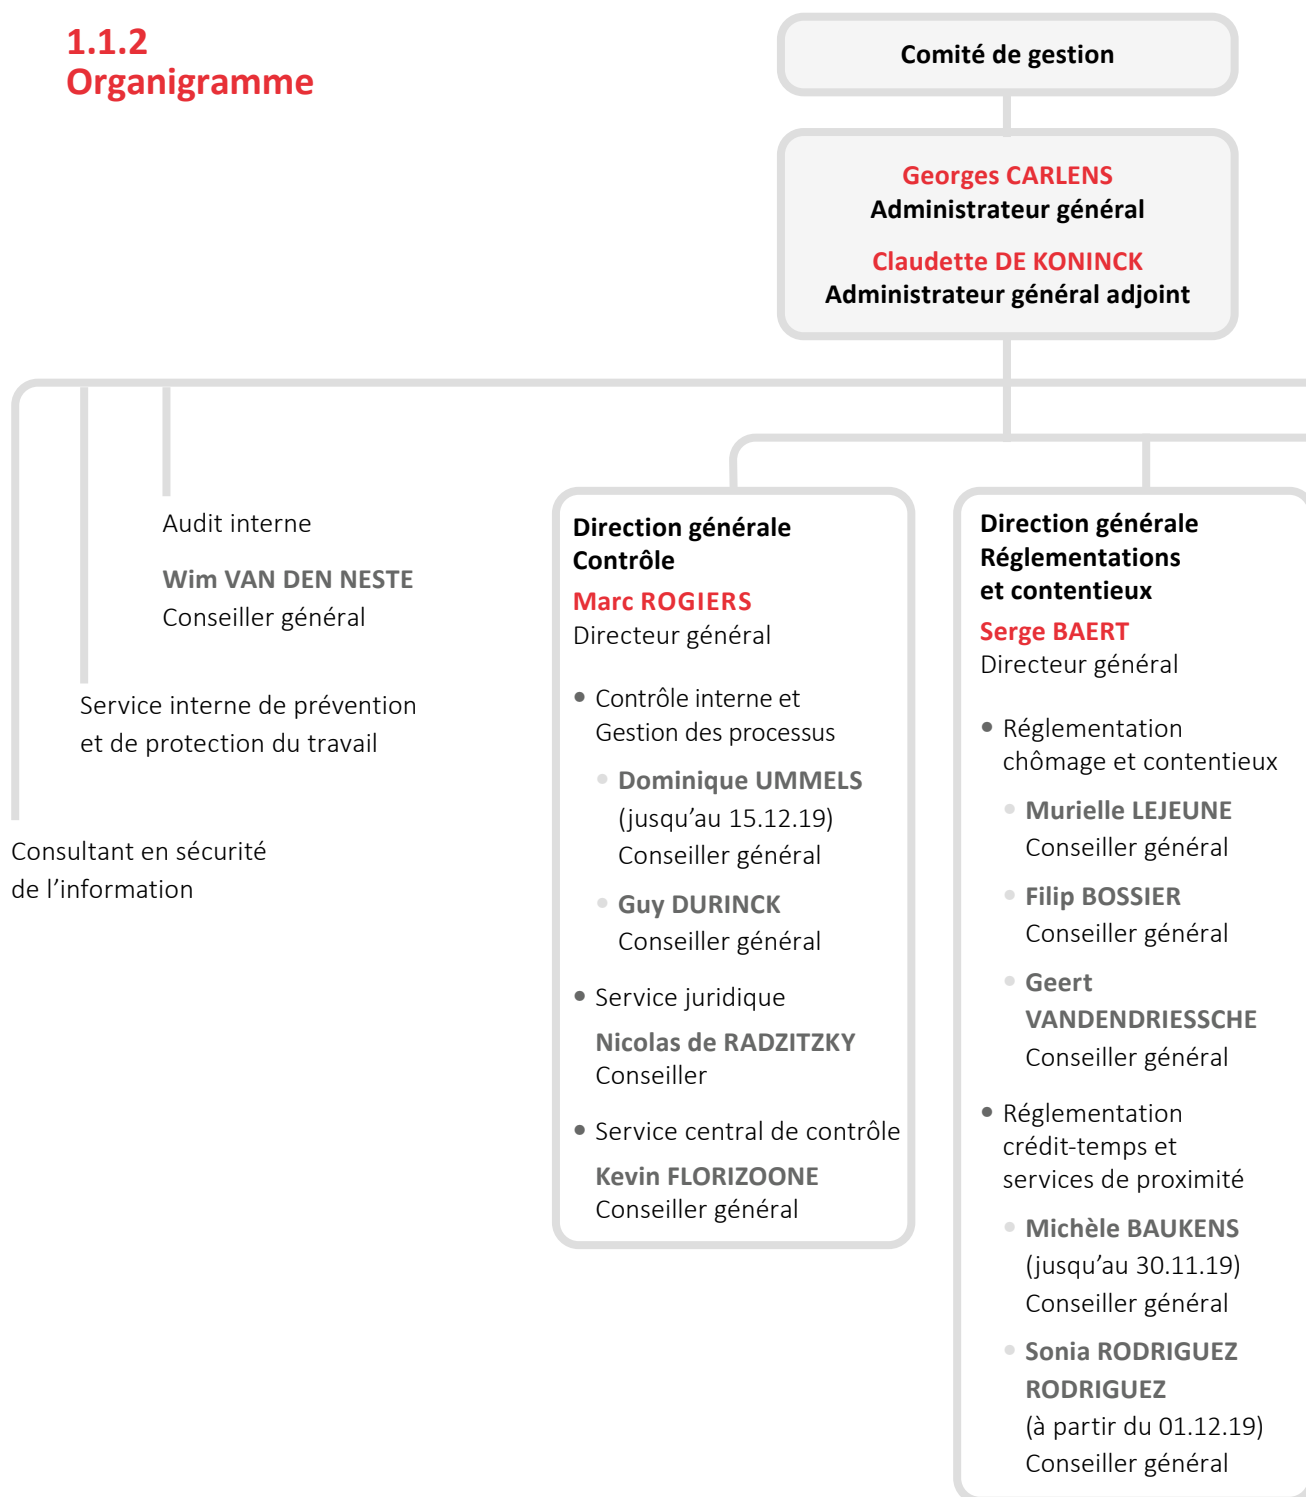 1.1.2
Organigramme
Comité de gestion
Georges CARLENS
Administrateur général
Claudette DE KONINCK
Administrateur général adjoint
Audit interne
Wim VAN DEN NESTE
Conseiller général
Service interne de prévention
et de protection du travail
Consultant en sécurité
de l’information
Direction générale
Contrôle
Marc ROGIERS
Directeur général
• Contrôle interne et
Gestion des processus
• Dominique UMMELS
(jusqu’au 15.12.19)
Conseiller général
• Guy DURINCK
Conseiller général
• Service juridique
Nicolas de RADZITZKY
Conseiller
• Service central de contrôle
Kevin FLORIZOONE
Conseiller général
Direction générale
Réglementations
et contentieux
Serge BAERT
Directeur général
• Réglementation
chômage et contentieux
• Murielle LEJEUNE
Conseiller général
• Filip BOSSIER
Conseiller général
• Geert
VANDENDRIESSCHE
Conseiller général
• Réglementation
crédit-temps et
services de proximité
• Michèle BAUKENS
(jusqu’au 30.11.19)
Conseiller général
• Sonia RODRIGUEZ
RODRIGUEZ
(à partir du 01.12.19)
Conseiller général